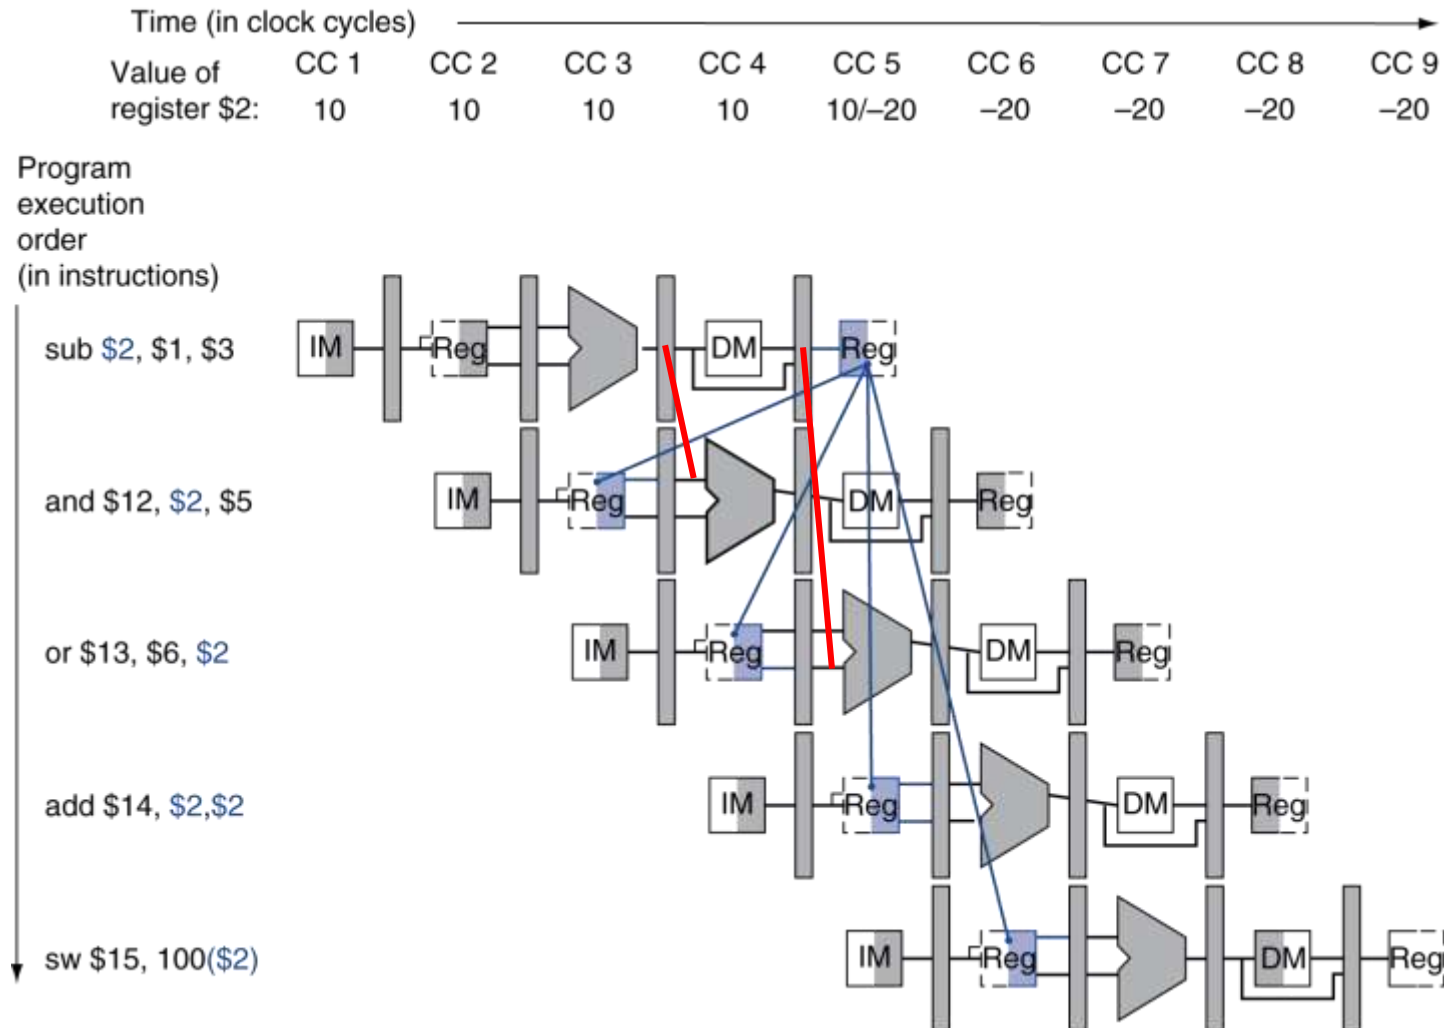 Time (in clock cycles)
Value of register $2:
CC 1 CC 2 CC 3 CC 4 CC 5 CC 6 CC 7 CC 8 CC 9
10 10 10 10 10/–20 –20 –20 –20 –20
Program
execution
order
(in instructions)
sub $2, $1, $3
IM Reg DM Reg
and $12, $2, $5
IM Reg DM Reg
or $13, $6, $2
IM Reg DM Reg
add $14, $2,$2
IM Reg DM Reg
sw $15, 100($2)
IM Reg DM Reg